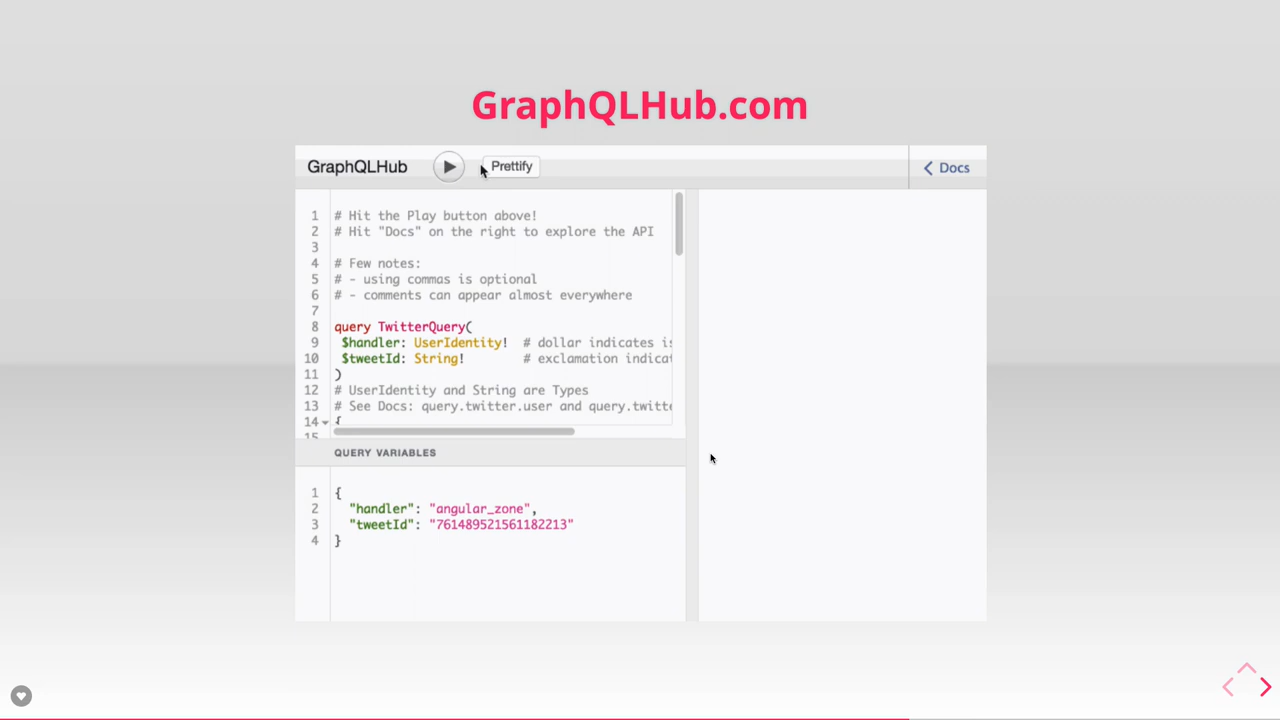 GraphQLHub.com
GraphQLHub
Prettify
Docs
1 # Hit the Play button above!
2 # Hit "Docs" on the right to explore the API
3
4 # Few notes:
5 # - using commas is optional
6 # - comments can appear almost everywhere
7
8 query TwitterQuery(
9 $handler: UserIdentity! # dollar indicates is
10 $tweetId: String! # exclamation indicat
11 )
12 # UserIdentity and String are Types
13 # See Docs: query.twitter.user and query.twitte
14 {
15
QUERY VARIABLES
1 {
2 "handler": "angular_zone",
3 "tweetId": "761489521561182213"
4 }